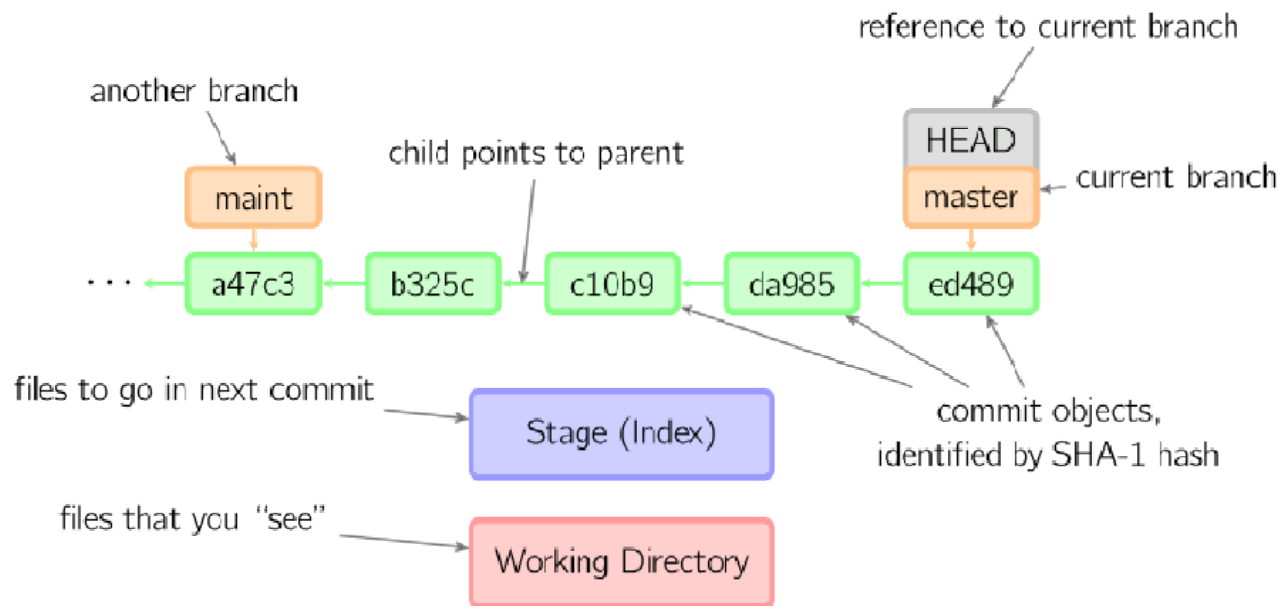 reference to current branch
another branch
HEAD
child points to parent
maint
master
current branch
...
a47c3
b325c
c10b9
da985
ed489
files to go in next commit
Stage (Index)
commit objects,
identified by SHA-1 hash
files that you “see”
Working Directory